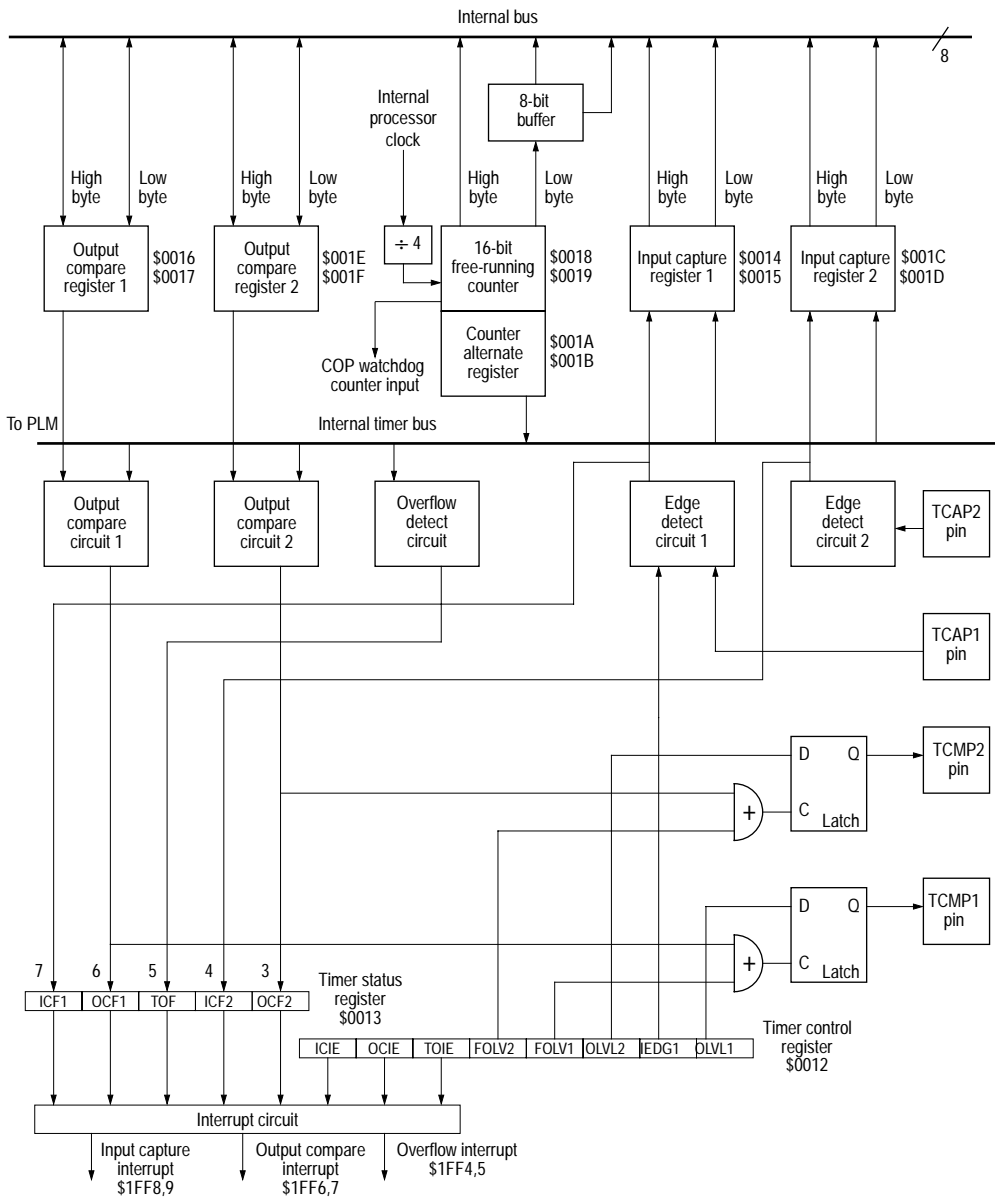 Internal bus
8
Internal
processor
clock
8-bit
buffer
High
byte
Low
byte
High
byte
Low
byte
High
byte
Low
byte
High
byte
Low
byte
High
byte
Low
byte
Output
compare
register 1
$0016
$0017
Output
compare
register 2
$001E
$001F
÷ 4
16-bit
free-running
counter
$0018
$0019
Input capture
register 1
$0014
$0015
Input capture
register 2
$001C
$001D
COP watchdog
counter input
Counter
alternate
register
$001A
$001B
To PLM
Internal timer bus
Output
compare
circuit 1
Output
compare
circuit 2
Overflow
detect
circuit
Edge
detect
circuit 1
Edge
detect
circuit 2
TCAP2
pin
TCAP1
pin
D Q
C
Latch
+
TCMP2
pin
D Q
C
Latch
+
TCMP1
pin
7 6 5 4 3
ICF1 OCF1 TOF ICF2 OCF2
Timer status
register
$0013
ICIE OCIE TOIE FOLV2 FOLV1 OLVL2 IEDG1 OLVL1
Timer control
register
$0012
Interrupt circuit
Input capture
interrupt
$1FF8,9
Output compare
interrupt
$1FF6,7
Overflow interrupt
$1FF4,5